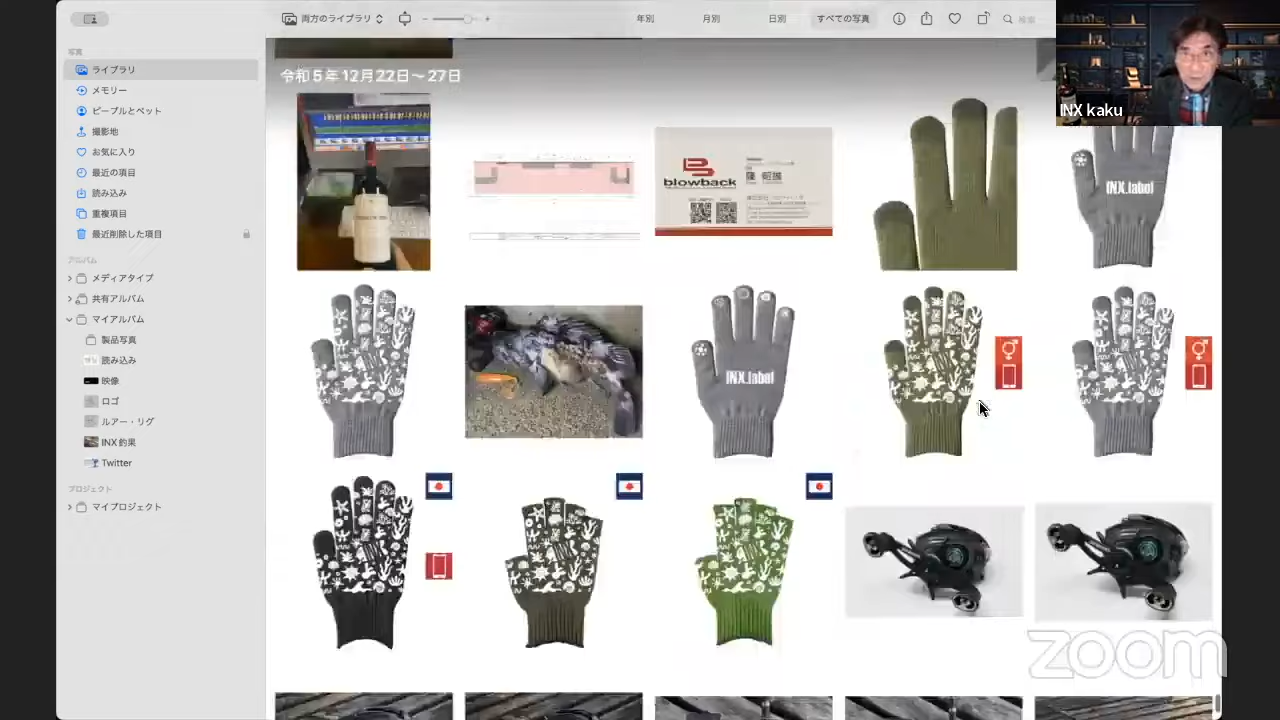 両方のライブラリ
年別
月別
日別
すべての写真
検索
INX kaku
写真
ライブラリ
メモリー
ピープルとペット
撮影地
お気に入り
最近の項目
読み込み
重複項目
最近削除した項目
アルバム
メディアタイプ
共有アルバム
マイアルバム
製品写真
読み込み
映像
ロゴ
ルアー・リグ
INX 釣果
Twitter
プロジェクト
マイプロジェクト
令和5年12月22日〜27日
blowback
INX.label
INX.label
zoom